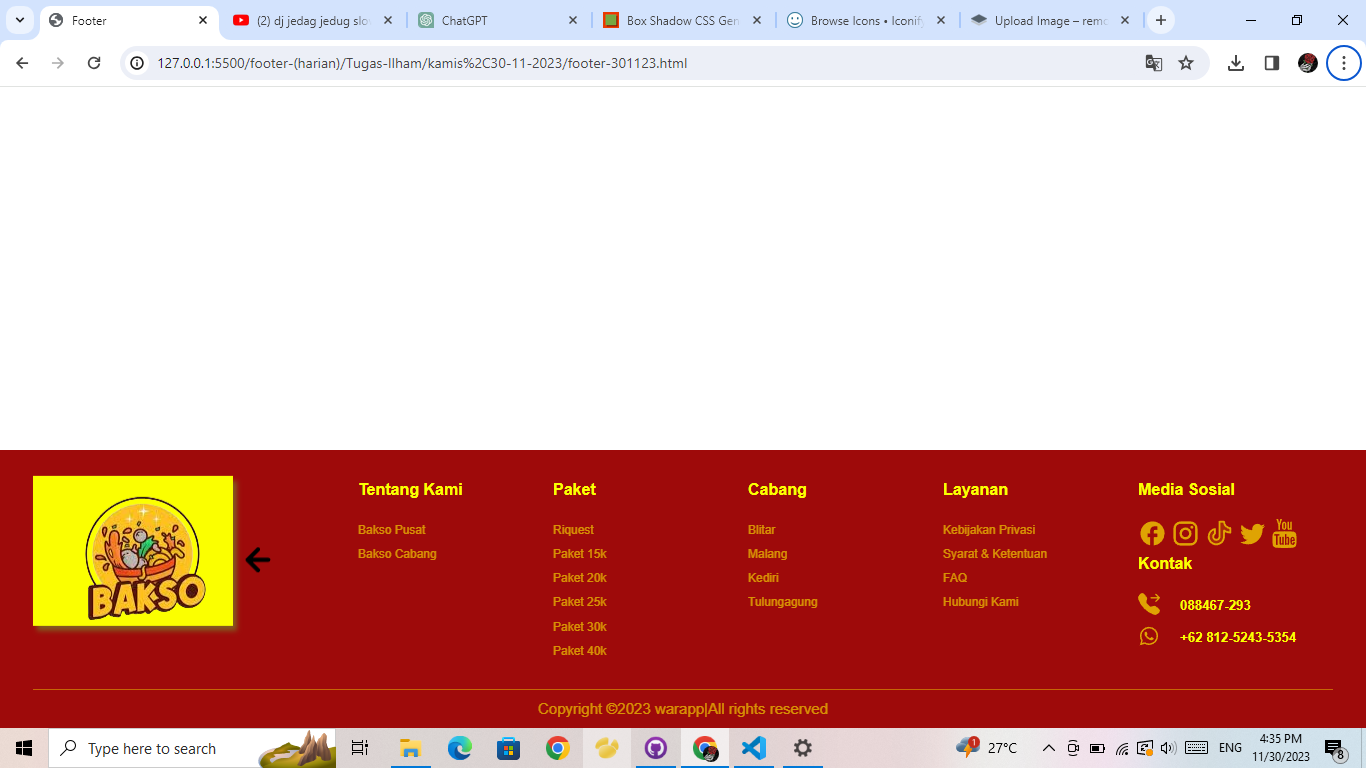 Footer
(2) dj jedag jedug slo
ChatGPT
Box Shadow CSS Gen
Browse Icons • Iconify
Upload Image – remo
127.0.0.1:5500/footer-(harian)/Tugas-Ilham/kamis%2C30-11-2023/footer-301123.html
BAKSO
Tentang Kami
Bakso Pusat
Bakso Cabang
Paket
Riquest
Paket 15k
Paket 20k
Paket 25k
Paket 30k
Paket 40k
Cabang
Blitar
Malang
Kediri
Tulungagung
Layanan
Kebijakan Privasi
Syarat & Ketentuan
FAQ
Hubungi Kami
Media Sosial
You
Tube
Kontak
088467-293
+62 812-5243-5354
Copyright ©2023 warapp|All rights reserved
Type here to search
1
27°C
ENG
4:35 PM
11/30/2023
8